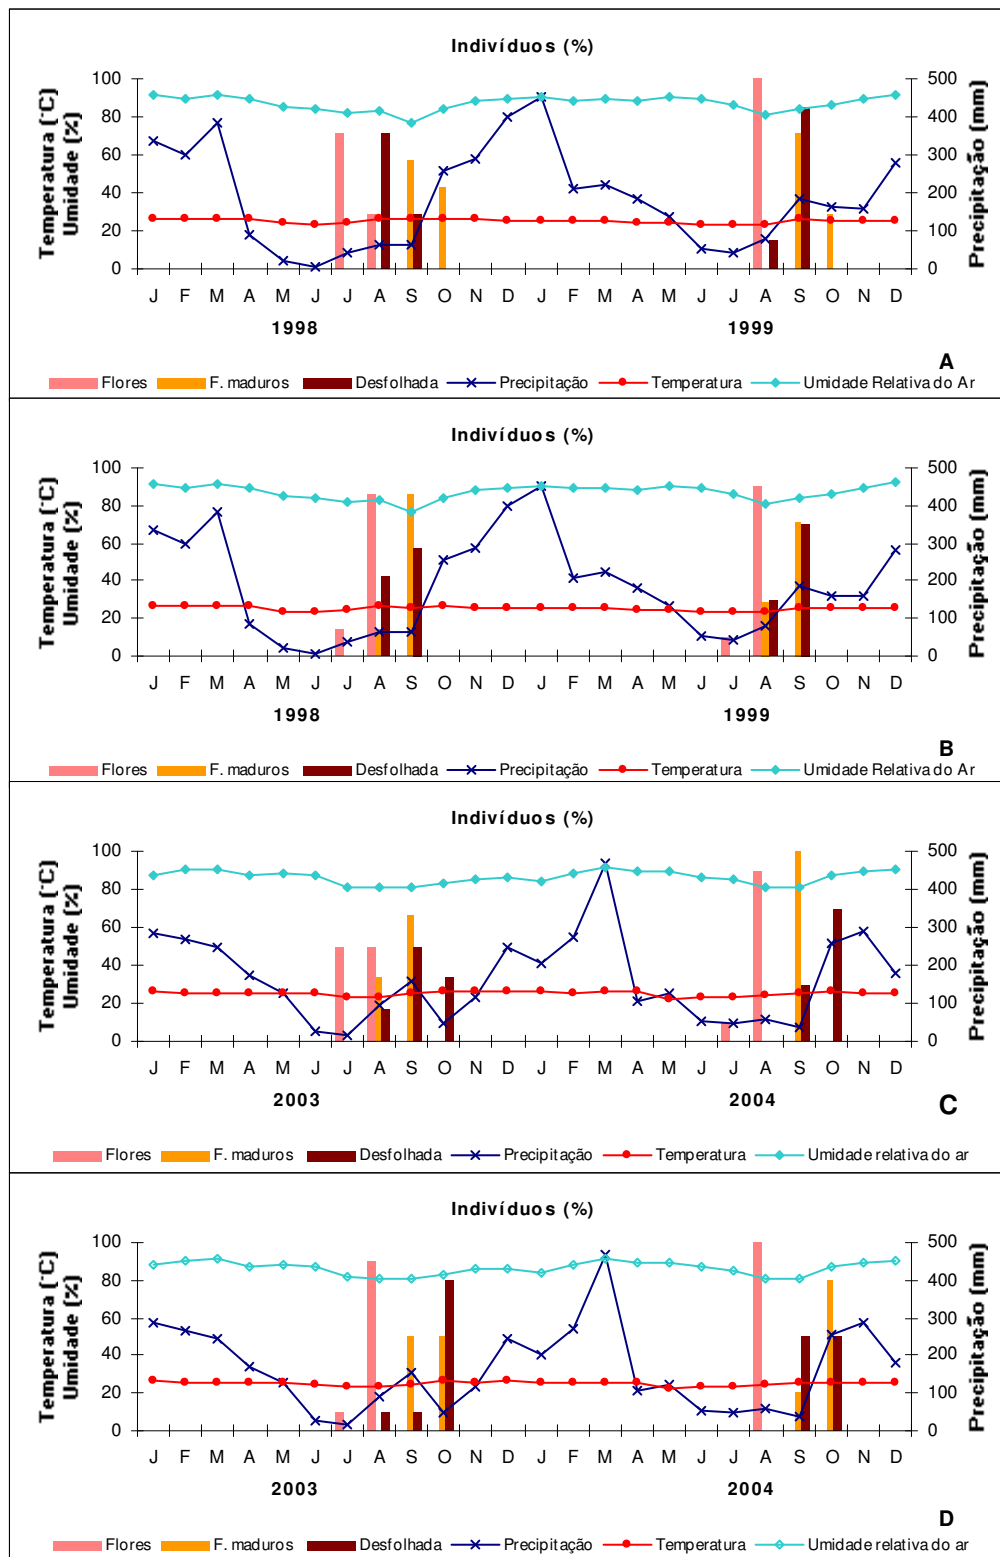 Indivíduos (%)
Temperatura (°C)
Umidade (%)
100 80 60 40 20 0
500 400 300 200 100 0
Precipitação (mm)
J F M A M J J A S O N D J F M A M J J A S O N D
1998 1999
A
Flores F. maduros Desfolhada Precipitação Temperatura Umidade Relativa do Ar
Indivíduos (%)
Temperatura (°C)
Umidade (%)
100 80 60 40 20 0
500 400 300 200 100 0
Precipitação (mm)
J F M A M J J A S O N D J F M A M J J A S O N D
1998 1999
B
Flores F. maduros Desfolhada Precipitação Temperatura Umidade Relativa do Ar
Indivíduos (%)
Temperatura (°C)
Umidade (%)
100 80 60 40 20 0
500 400 300 200 100 0
Precipitação (mm)
J F M A M J J A S O N D J F M A M J J A S O N D
2003 2004
C
Flores F. maduros Desfolhada Precipitação Temperatura Umidade relativa do ar
Indivíduos (%)
Temperatura (°C)
Umidade (%)
100 80 60 40 20 0
500 400 300 200 100 0
Precipitação (mm)
J F M A M J J A S O N D J F M A M J J A S O N D
2003 2004
D
Flores F. maduros Desfolhada Precipitação Temperatura Umidade relativa do ar